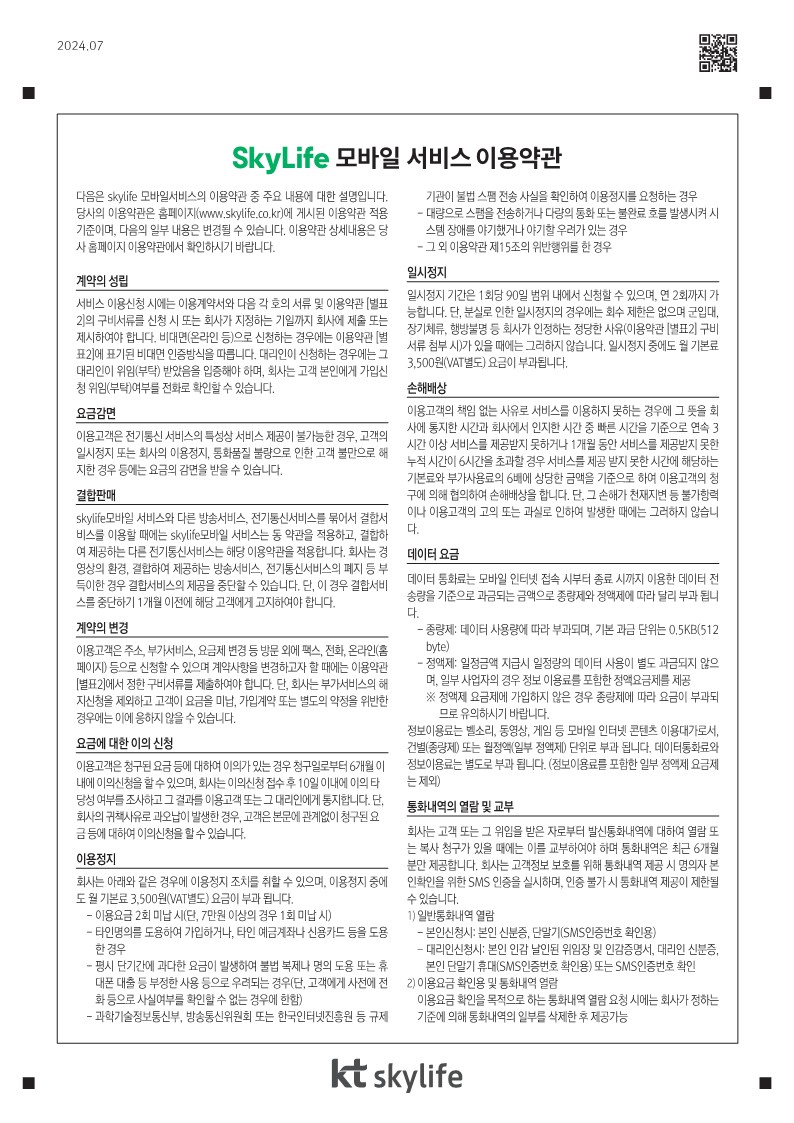 2024.07
SkyLife 모바일 서비스 이용약관
다음은 skylife 모바일서비스의 이용약관 중 주요 내용에 대한 설명입니다.
당사의 이용약관은 홈페이지(www.skylife.co.kr)에 게시된 이용약관 적용
기준이며, 다음의 일부 내용은 변경될 수 있습니다. 이용약관 상세내용은 당
사 홈페이지 이용약관에서 확인하시기 바랍니다.
계약의 성립
서비스 이용신청 시에는 이용계약서와 다음 각 호의 서류 및 이용약관 [별표
2]의 구비서류를 신청 시 또는 회사가 지정하는 기일까지 회사에 제출 또는
제시하여야 합니다. 비대면(온라인 등)으로 신청하는 경우에는 이용약관 [별
표2]에 표기된 비대면 인증방식을 따릅니다. 대리인이 신청하는 경우에는 그
대리인이 위임(부탁) 받았음을 입증해야 하며, 회사는 고객 본인에게 가입신
청 위임(부탁)여부를 전화로 확인할 수 있습니다.
요금감면
이용고객은 전기통신 서비스의 특성상 서비스 제공이 불가능한 경우, 고객의
일시정지 또는 회사의 이용정지, 통화품질 불량으로 인한 고객 불만으로 해
지한 경우 등에는 요금의 감면을 받을 수 있습니다.
결합판매
skylife모바일 서비스와 다른 방송서비스, 전기통신서비스를 묶어서 결합서
비스를 이용할 때에는 skylife모바일 서비스는 동 약관을 적용하고, 결합하
여 제공하는 다른 전기통신서비스는 해당 이용약관을 적용합니다. 회사는 경
영상의 환경, 결합하여 제공하는 방송서비스, 전기통신서비스의 폐지 등 부
득이한 경우 결합서비스의 제공을 중단할 수 있습니다. 단, 이 경우 결합서비
스를 중단하기 1개월 이전에 해당 고객에게 고지하여야 합니다.
계약의 변경
이용고객은 주소, 부가서비스, 요금제 변경 등 방문 외에 팩스, 전화, 온라인(홈
페이지) 등으로 신청할 수 있으며 계약사항을 변경하고자 할 때에는 이용약관
[별표2]에서 정한 구비서류를 제출하여야 합니다. 단, 회사는 부가서비스의 해
지신청을 제외하고 고객이 요금을 미납, 가입계약 또는 별도의 약정을 위반한
경우에는 이에 응하지 않을 수 있습니다.
요금에 대한 이의 신청
이용고객은 청구된 요금 등에 대하여 이의가 있는 경우 청구일로부터 6개월 이
내에 이의신청을 할 수 있으며, 회사는 이의신청 접수 후 10일 이내에 이의 타
당성 여부를 조사하고 그 결과를 이용고객 또는 그 대리인에게 통지합니다. 단,
회사의 귀책사유로 과오납이 발생한 경우, 고객은 본문에 관계없이 청구된 요
금 등에 대하여 이의신청을 할 수 있습니다.
이용정지
회사는 아래와 같은 경우에 이용정지 조치를 취할 수 있으며, 이용정지 중에
도 월 기본료 3,500원(VAT별도) 요금이 부과 됩니다.
– 이용요금 2회 미납 시(단, 7만원 이상의 경우 1회 미납 시)
– 타인명의를 도용하여 가입하거나, 타인 예금계좌나 신용카드 등을 도용
한 경우
– 평시 단기간에 과다한 요금이 발생하여 불법 복제나 명의 도용 또는 휴
대폰 대출 등 부정한 사용 등으로 우려되는 경우(단, 고객에게 사전에 전
화 등으로 사실여부를 확인할 수 없는 경우에 한함)
– 과학기술정보통신부, 방송통신위원회 또는 한국인터넷진흥원 등 규제
기관이 불법 스팸 전송 사실을 확인하여 이용정지를 요청하는 경우
– 대량으로 스팸을 전송하거나 다량의 통화 또는 불완료 호를 발생시켜 시
스템 장애를 야기했거나 야기할 우려가 있는 경우
– 그 외 이용약관 제15조의 위반행위를 한 경우
일시정지
일시정지 기간은 1회당 90일 범위 내에서 신청할 수 있으며, 연 2회까지 가
능합니다. 단, 분실로 인한 일시정지의 경우에는 회수 제한은 없으며 군입대,
장기체류, 행방불명 등 회사가 인정하는 정당한 사유(이용약관 [별표2] 구비
서류 첨부 시)가 있을 때에는 그러하지 않습니다. 일시정지 중에도 월 기본료
3,500원(VAT별도) 요금이 부과됩니다.
손해배상
이용고객의 책임 없는 사유로 서비스를 이용하지 못하는 경우에 그 뜻을 회
사에 통지한 시간과 회사에서 인지한 시간 중 빠른 시간을 기준으로 연속 3
시간 이상 서비스를 제공받지 못하거나 1개월 동안 서비스를 제공받지 못한
누적 시간이 6시간을 초과할 경우 서비스를 제공 받지 못한 시간에 해당하는
기본료와 부가사용료의 6배에 상당한 금액을 기준으로 하여 이용고객의 청
구에 의해 협의하여 손해배상을 합니다. 단, 그 손해가 천재지변 등 불가항력
이나 이용고객의 고의 또는 과실로 인하여 발생한 때에는 그러하지 않습니
다.
데이터 요금
데이터 통화료는 모바일 인터넷 접속 시부터 종료 시까지 이용한 데이터 전
송량을 기준으로 과금되는 금액으로 종량제와 정액제에 따라 달리 부과 됩니
다.
– 종량제: 데이터 사용량에 따라 부과되며, 기본 과금 단위는 0.5KB(512
byte)
– 정액제: 일정금액 지급시 일정량의 데이터 사용이 별도 과금되지 않으
며, 일부 사업자의 경우 정보 이용료를 포함한 정액요금제를 제공
※ 정액제 요금제에 가입하지 않은 경우 종량제에 따라 요금이 부과되
므로 유의하시기 바랍니다.
정보이용료는 벨소리, 동영상, 게임 등 모바일 인터넷 콘텐츠 이용대가로서,
건별(종량제) 또는 월정액(일부 정액제) 단위로 부과 됩니다. 데이터통화료와
정보이용료는 별도로 부과 됩니다. (정보이용료를 포함한 일부 정액제 요금제
는 제외)
통화내역의 열람 및 교부
회사는 고객 또는 그 위임을 받은 자로부터 발신통화내역에 대하여 열람 또
는 복사 청구가 있을 때에는 이를 교부하여야 하며 통화내역은 최근 6개월
분만 제공합니다. 회사는 고객정보 보호를 위해 통화내역 제공 시 명의자 본
인확인을 위한 SMS 인증을 실시하며, 인증 불가 시 통화내역 제공이 제한될
수 있습니다.
1) 일반통화내역 열람
– 본인신청시: 본인 신분증, 단말기(SMS인증번호 확인용)
– 대리인신청시: 본인 인감 날인된 위임장 및 인감증명서, 대리인 신분증,
본인 단말기 휴대(SMS인증번호 확인용) 또는 SMS인증번호 확인
2) 이용요금 확인용 및 통화내역 열람
이용요금 확인을 목적으로 하는 통화내역 열람 요청 시에는 회사가 정하는
기준에 의해 통화내역의 일부를 삭제한 후 제공가능
kt skylife